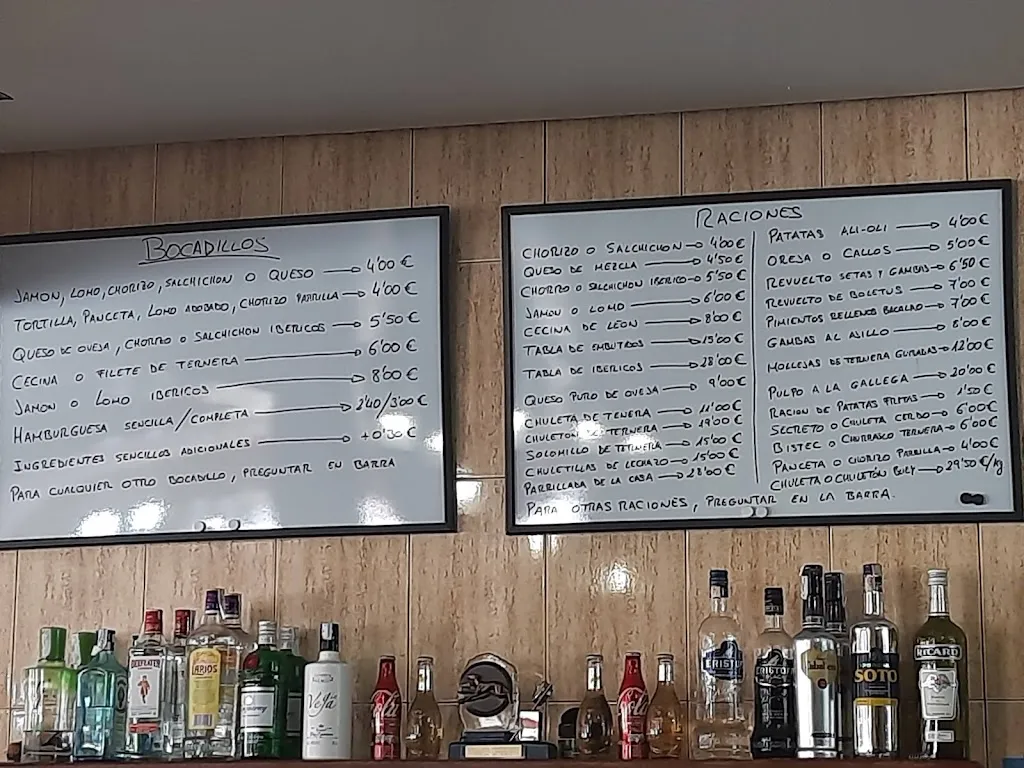 BOCADILLOS
JAMON, LOMO, CHORIZO, SALCHICHON O QUESO → 4'00 €
TORTILLA, PANCETA, LOMO ADOBADO, CHORIZO PARRILLA → 4'00 €
QUESO DE OVEJA, CHORIZO O SALCHICHON IBERICOS → 5'50 €
CECINA O FILETE DE TERNERA → 6'00 €
JAMON O LOMO IBERICOS → 8'00 €
HAMBURGUESA SENCILLA/COMPLETA → 2'40/3'00 €
INGREDIENTES SENCILLOS ADICIONALES → +0'30 €
PARA CUALQUIER OTRO BOCADILLO, PREGUNTAR EN BARRA
RACIONES
CHORIZO O SALCHICHON → 4'00 €
QUESO DE MEZCLA → 4'50 €
CHORIZO O SALCHICHON IBERICO → 5'50 €
JAMON O LOMO → 6'00 €
CECINA DE LEON → 8'00 €
TABLA DE EMBUTIDOS → 15'00 €
TABLA DE IBERICOS → 18'00 €
QUESO PURO DE OVEJA → 9'00 €
CHULETA DE TENERA → 11'00 €
CHULETON DE TERNERA → 19'00 €
SOLOMILLO DE TERNERA → 15'00 €
CHULETILLAS DE LECHAZO → 15'00 €
PARRILLADA DE LA CASA → 28'00 €
PATATAS ALI-OLI → 4'00 €
OREJA O CALLOS → 5'00 €
REVUELTO SETAS Y GAMBAS → 6'50 €
REVUELTO DE BOLETUS → 7'00 €
PIMIENTOS RELLENOS BACALAO → 7'00 €
GAMBAS AL AJILLO → 8'00 €
MOLLEJAS DE TERNERA GUISADAS → 12'00 €
PULPO A LA GALLEGA → 20'00 €
RACION DE PATATAS FRITAS → 1'50 €
SECRETO O CHULETA CERDO → 6'00 €
BISTEC O CHURRASCO TERNERA → 6'00 €
PANCETA O CHORIZO PARRILLA → 4'00 €
CHULETA O CHULETÓN BUEY → 29'50 €/Kg
PARA OTRAS RACIONES, PREGUNTAR EN LA BARRA.
BEEFEATER
LARIOS
Veja
KRISTU
SOTO
RICARD